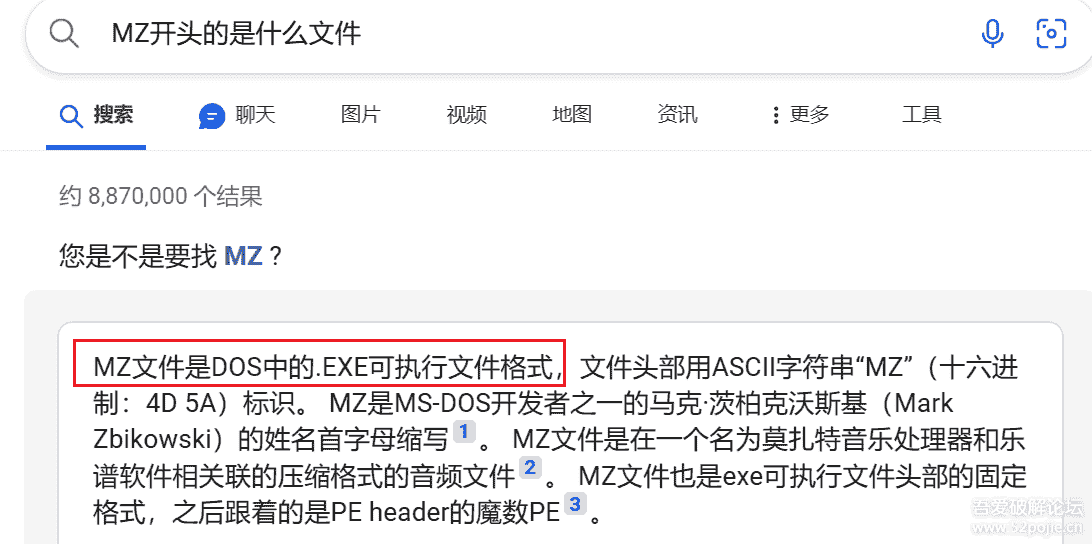 MZ开头的是什么文件
搜索 聊天 图片 视频 地图 资讯 更多 工具
约 8,870,000 个结果
您是不是要找 MZ ?
MZ文件是DOS中的.EXE可执行文件格式，文件头部用ASCII字符串“MZ”（十六进
制：4D 5A）标识。 MZ是MS-DOS开发者之一的马克·茨柏克沃斯基（Mark
Zbikowski）的姓名首字母缩写 1 。 MZ文件是在一个名为莫扎特音乐处理器和乐
谱软件相关联的压缩格式的音频文件 2 。 MZ文件也是exe可执行文件头部的固定
格式，之后跟着的是PE header的魔数PE 3 。
吾爱破解论坛
www.52pojie.cn